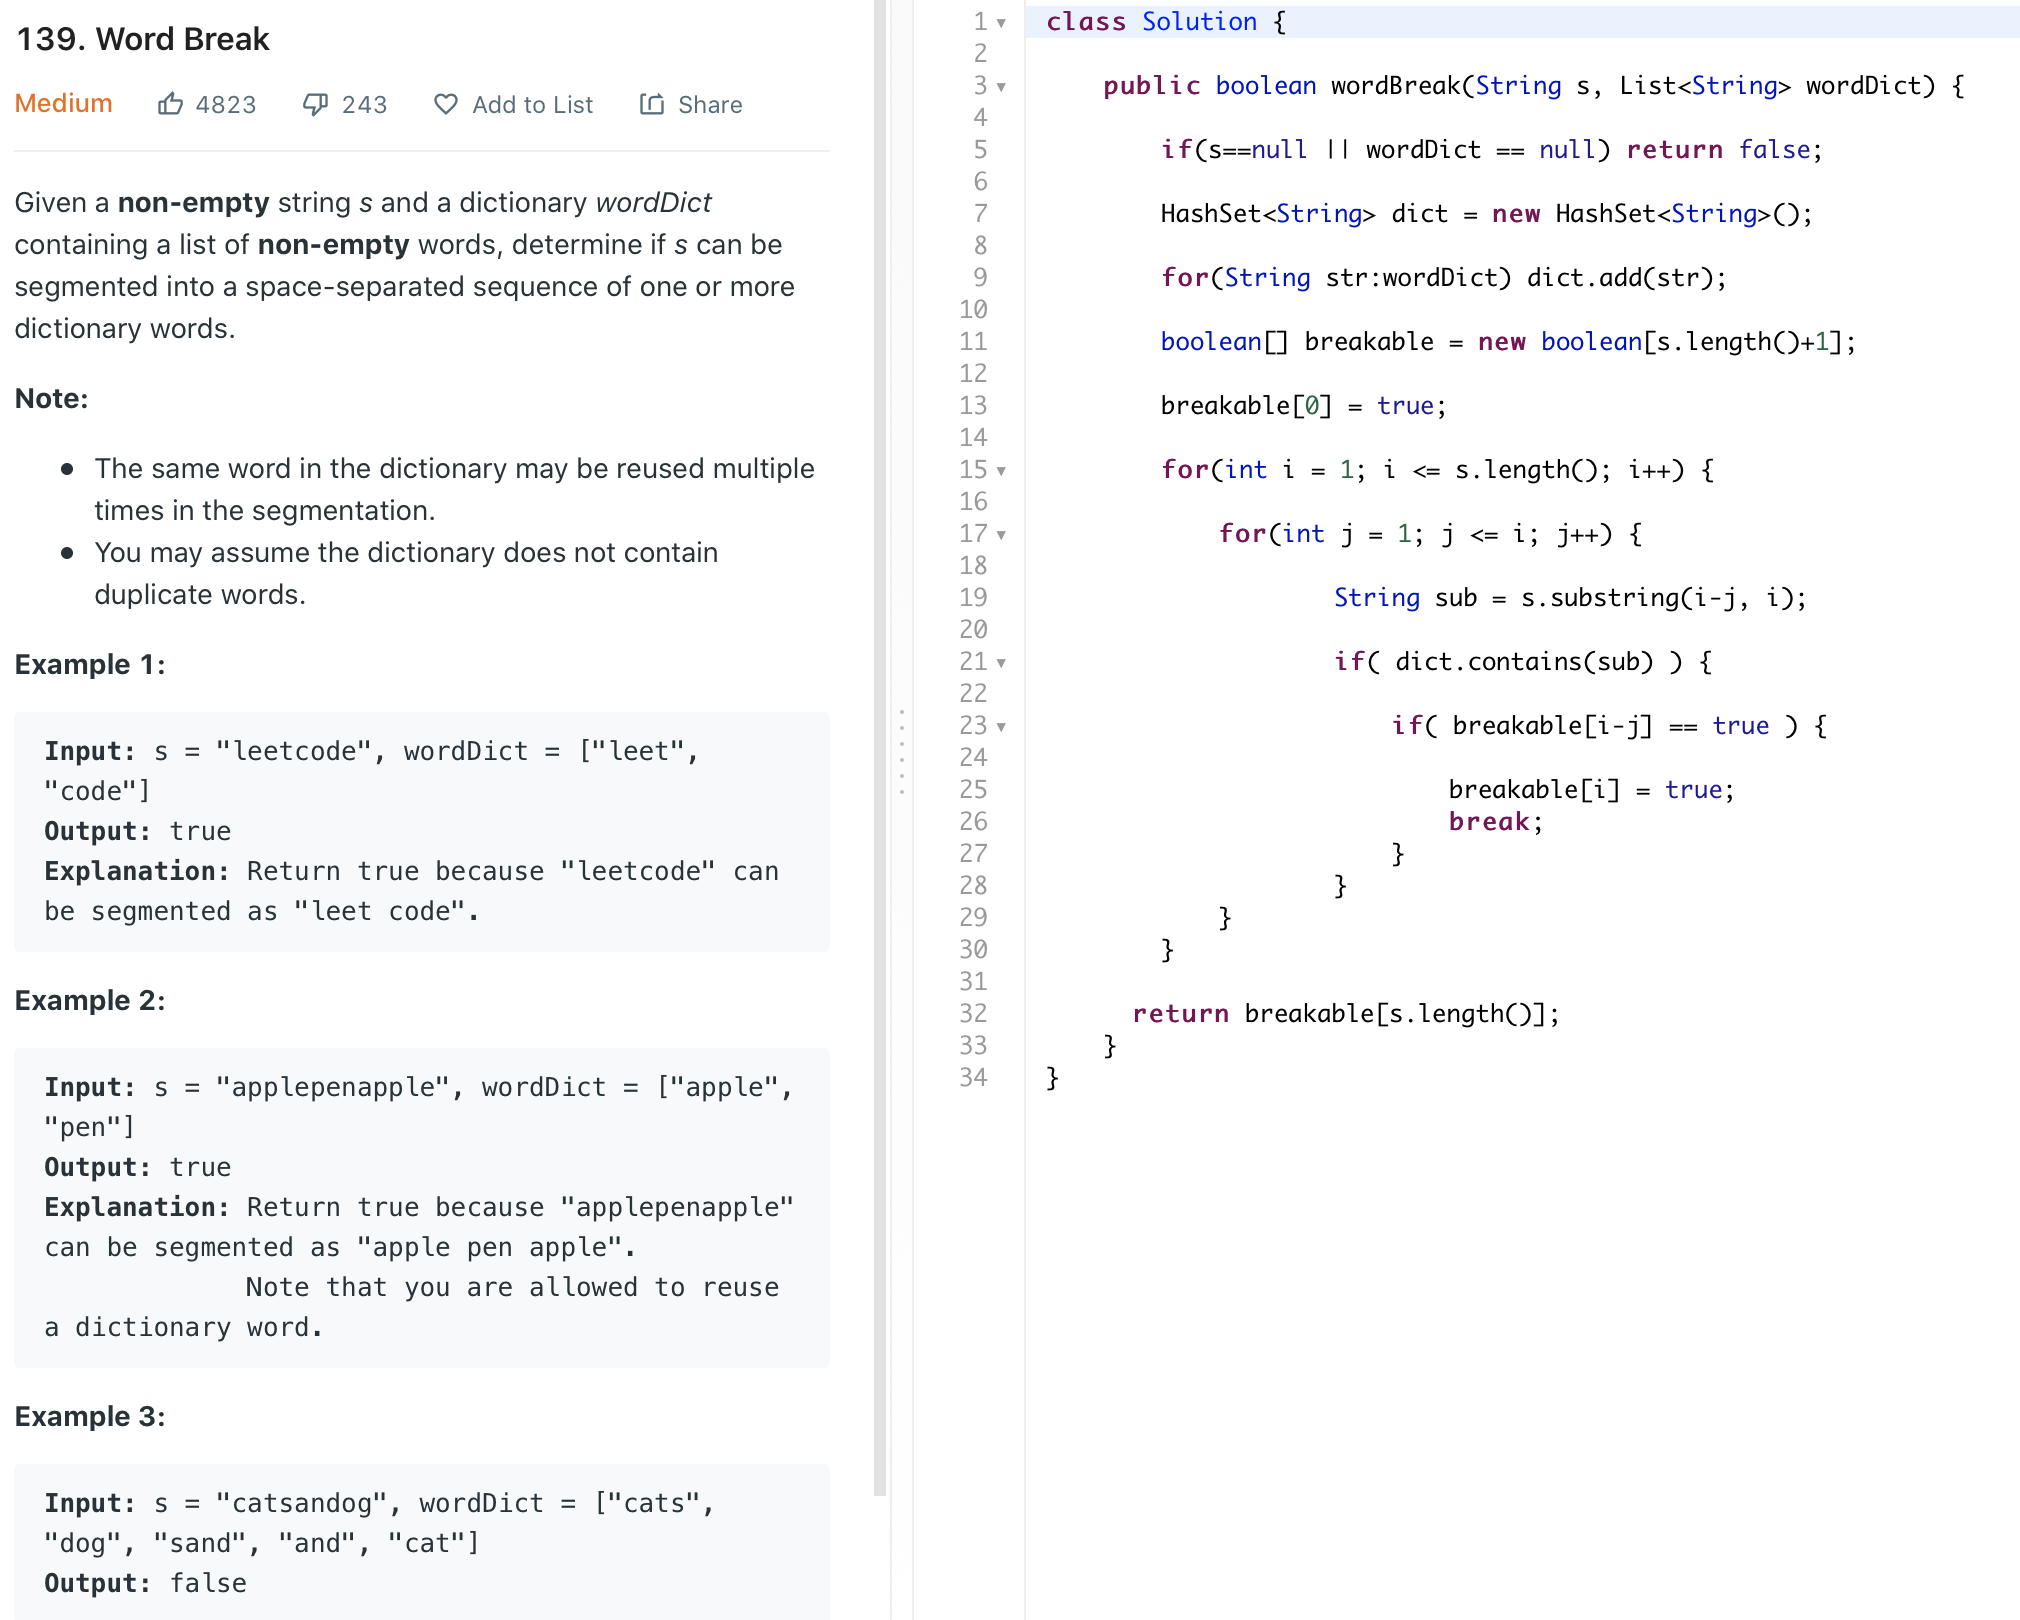 139. Word Break
Medium 4823 243 Add to List Share
Given a non-empty string s and a dictionary wordDict
containing a list of non-empty words, determine if s can be
segmented into a space-separated sequence of one or more
dictionary words.
Note:
The same word in the dictionary may be reused multiple
times in the segmentation.
You may assume the dictionary does not contain
duplicate words.
Example 1:
Input: s = "leetcode", wordDict = ["leet",
"code"]
Output: true
Explanation: Return true because "leetcode" can
be segmented as "leet code".
Example 2:
Input: s = "applepenapple", wordDict = ["apple",
"pen"]
Output: true
Explanation: Return true because "applepenapple"
can be segmented as "apple pen apple".
Note that you are allowed to reuse
a dictionary word.
Example 3:
Input: s = "catsandog", wordDict = ["cats",
"dog", "sand", "and", "cat"]
Output: false
1 class Solution {
2
3 public boolean wordBreak(String s, List<String> wordDict) {
4
5 if(s==null || wordDict == null) return false;
6
7 HashSet<String> dict = new HashSet<String>();
8
9 for(String str:wordDict) dict.add(str);
10
11 boolean[] breakable = new boolean[s.length()+1];
12
13 breakable[0] = true;
14
15 for(int i = 1; i <= s.length(); i++) {
16
17 for(int j = 1; j <= i; j++) {
18
19 String sub = s.substring(i-j, i);
20
21 if( dict.contains(sub) ) {
22
23 if( breakable[i-j] == true ) {
24
25 breakable[i] = true;
26 break;
27 }
28 }
29 }
30 }
31
32 return breakable[s.length()];
33 }
34 }